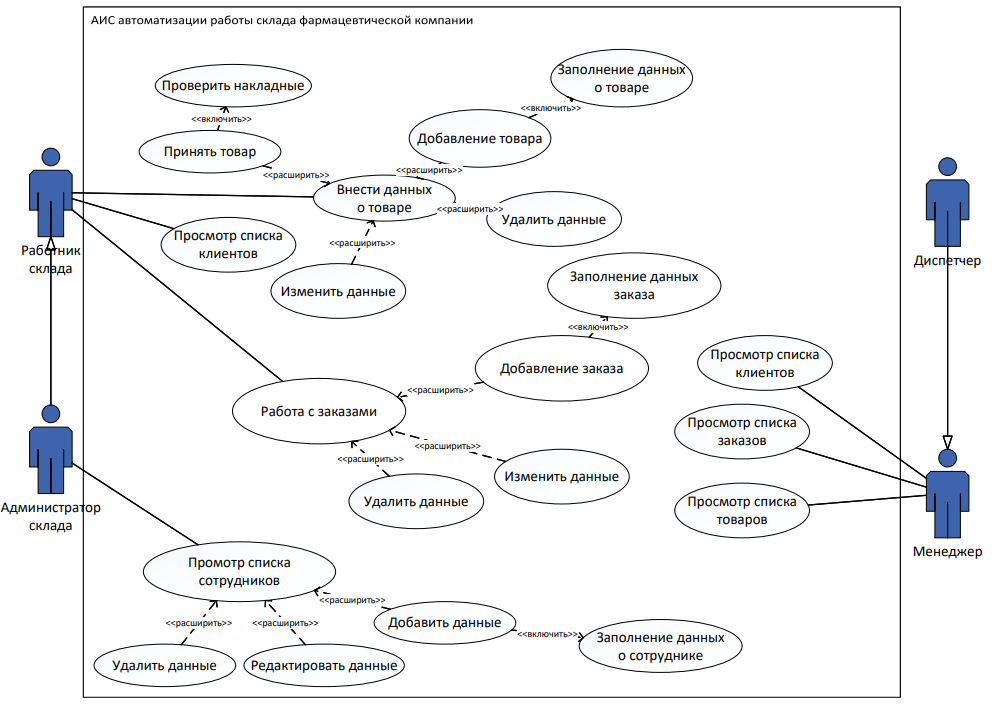 АИС автоматизации работы склада фармацевтической компании
Заполнение данных
о товаре
Проверить накладные
<<включить>>
<<включить>>
Добавление товара
Принять товар
<<расширить>>
<<расширить>>
Внести данных
о товаре
<<расширить>>
Удалить данные
Просмотр списка
клиентов
<<расширить>>
Работник
склада
Диспетчер
Изменить данные
Заполнение данных
заказа
<<включить>>
Добавление заказа
Просмотр списка
клиентов
<<расширить>>
Работа с заказами
Просмотр списка
заказов
<<расширить>>
<<расширить>>
Изменить данные
Удалить данные
Просмотр списка
товаров
Администратор
склада
Менеджер
Промотр списка
сотрудников
<<расширить>>
<<расширить>>
<<расширить>>
Добавить данные
<<включить>>
Заполнение данных
о сотруднике
Удалить данные
Редактировать данные